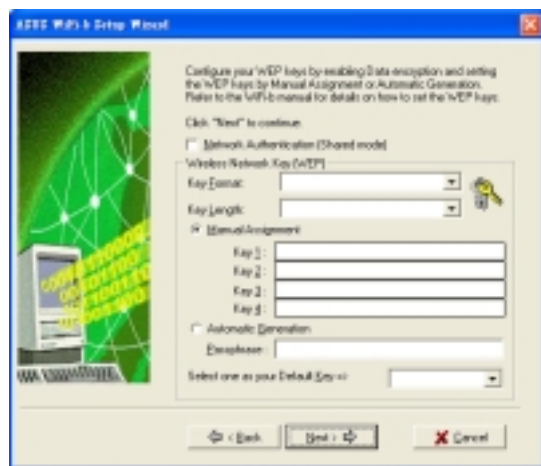 ASUS WiFi-b Setup Wizard
Configure your WEP keys by enabling Data encryption and setting
the WEP keys by Manual Assignment or Automatic Generation.
Refer to the WiFi-b manual for details on how to set the WEP keys.
Click "Next" to continue.
Network Authentication (Shared mode)
Wireless Network Key (WEP)
Key Format:
Key Length:
Manual Assignment
Key 1 :
Key 2 :
Key 3 :
Key 4 :
Automatic Generation
Passphrase :
Select one as your Default Key =>
< Back
Next >
Cancel